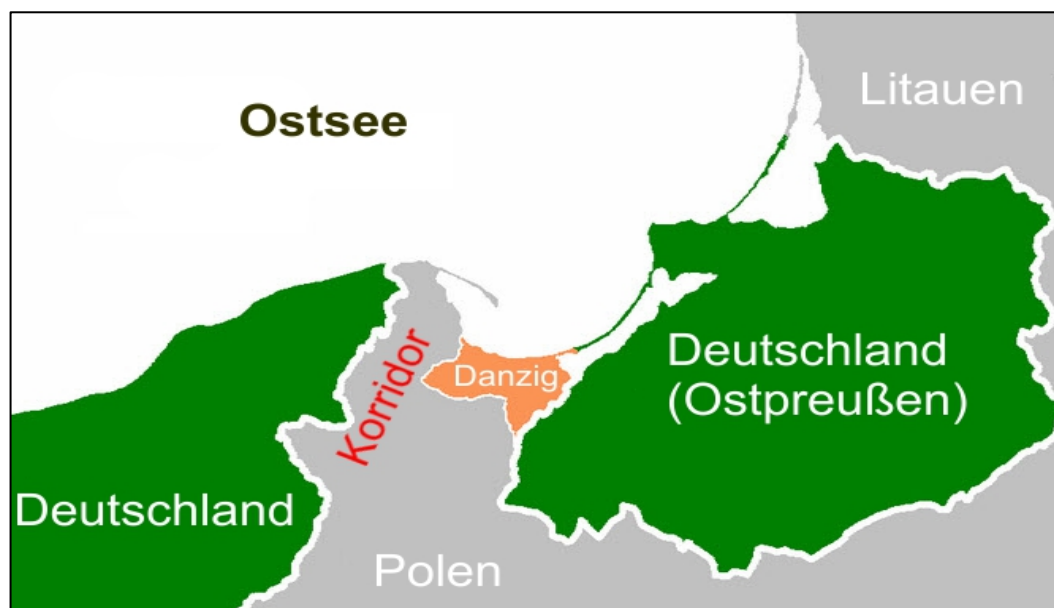 Litauen
Ostsee
Korridor
Danzig
Deutschland
(Ostpreußen)
Deutschland
Polen